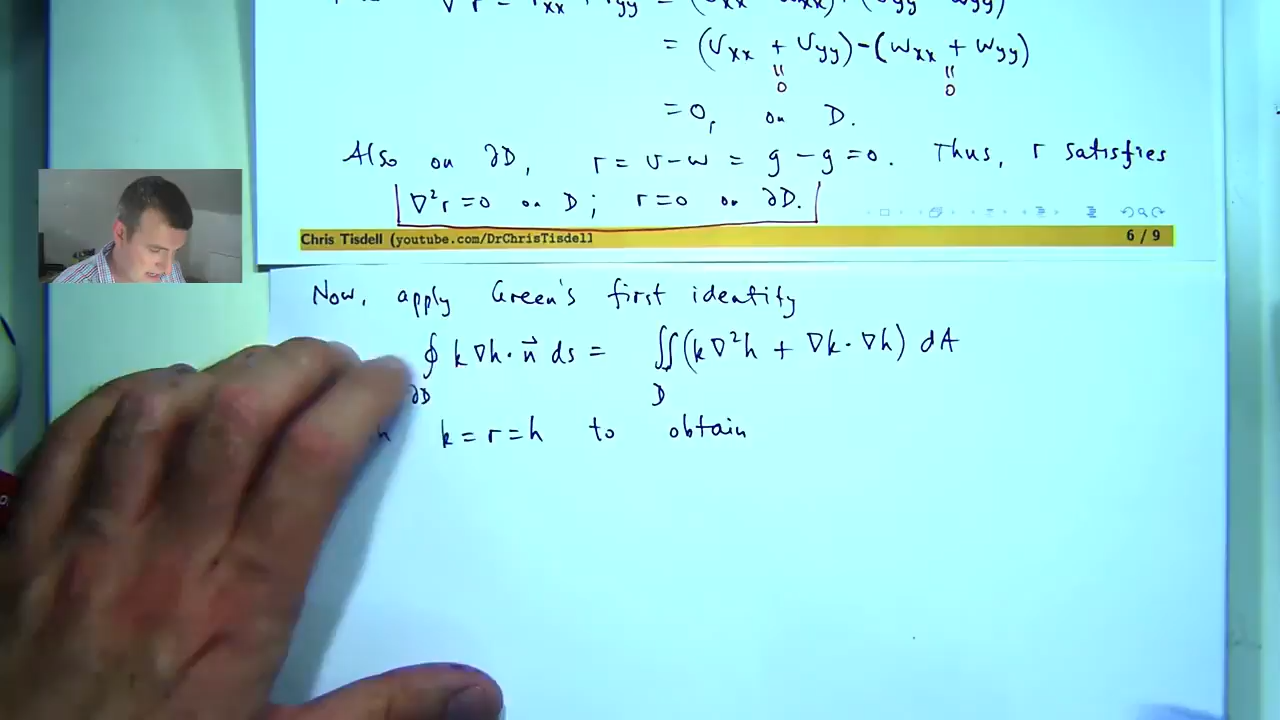 = (v_xx + v_yy) - (w_xx + w_yy)
" "
0 0
= 0, on D.
Also on ∂D, r = v - w = g - g = 0. Thus, r satisfies
∇²r = 0 on D; r = 0 on ∂D.
Chris Tisdell (youtube.com/DrChrisTisdell 6 / 9
Now, apply Green's first identity
∮ k∇h · n⃗ ds = ∬ (k∇²h + ∇k · ∇h) dA
∂D D
k = r = h to obtain